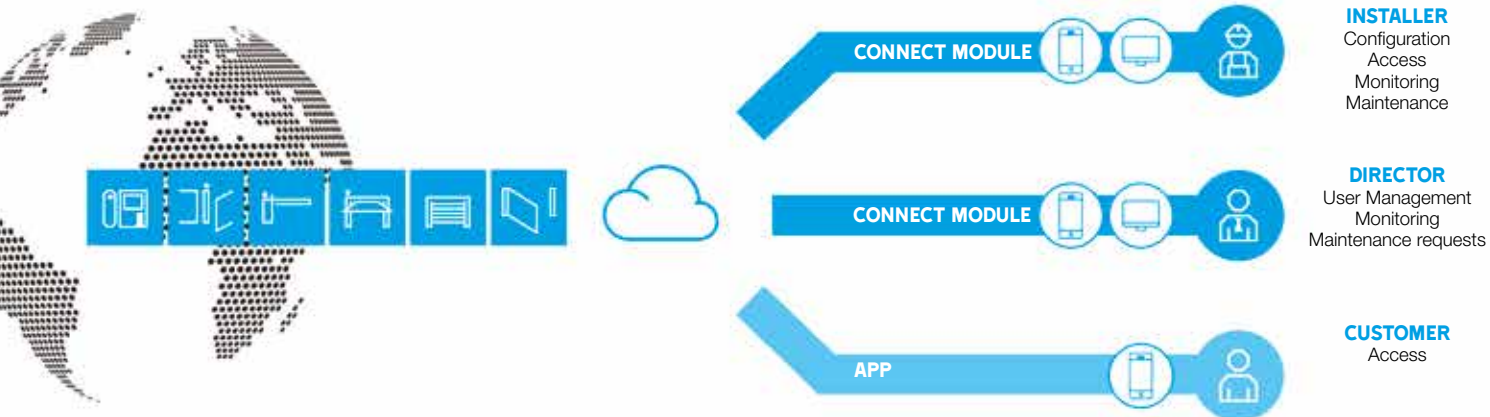 CONNECT MODULE
INSTALLER
Configuration
Access
Monitoring
Maintenance
CONNECT MODULE
DIRECTOR
User Management
Monitoring
Maintenance requests
APP
CUSTOMER
Access